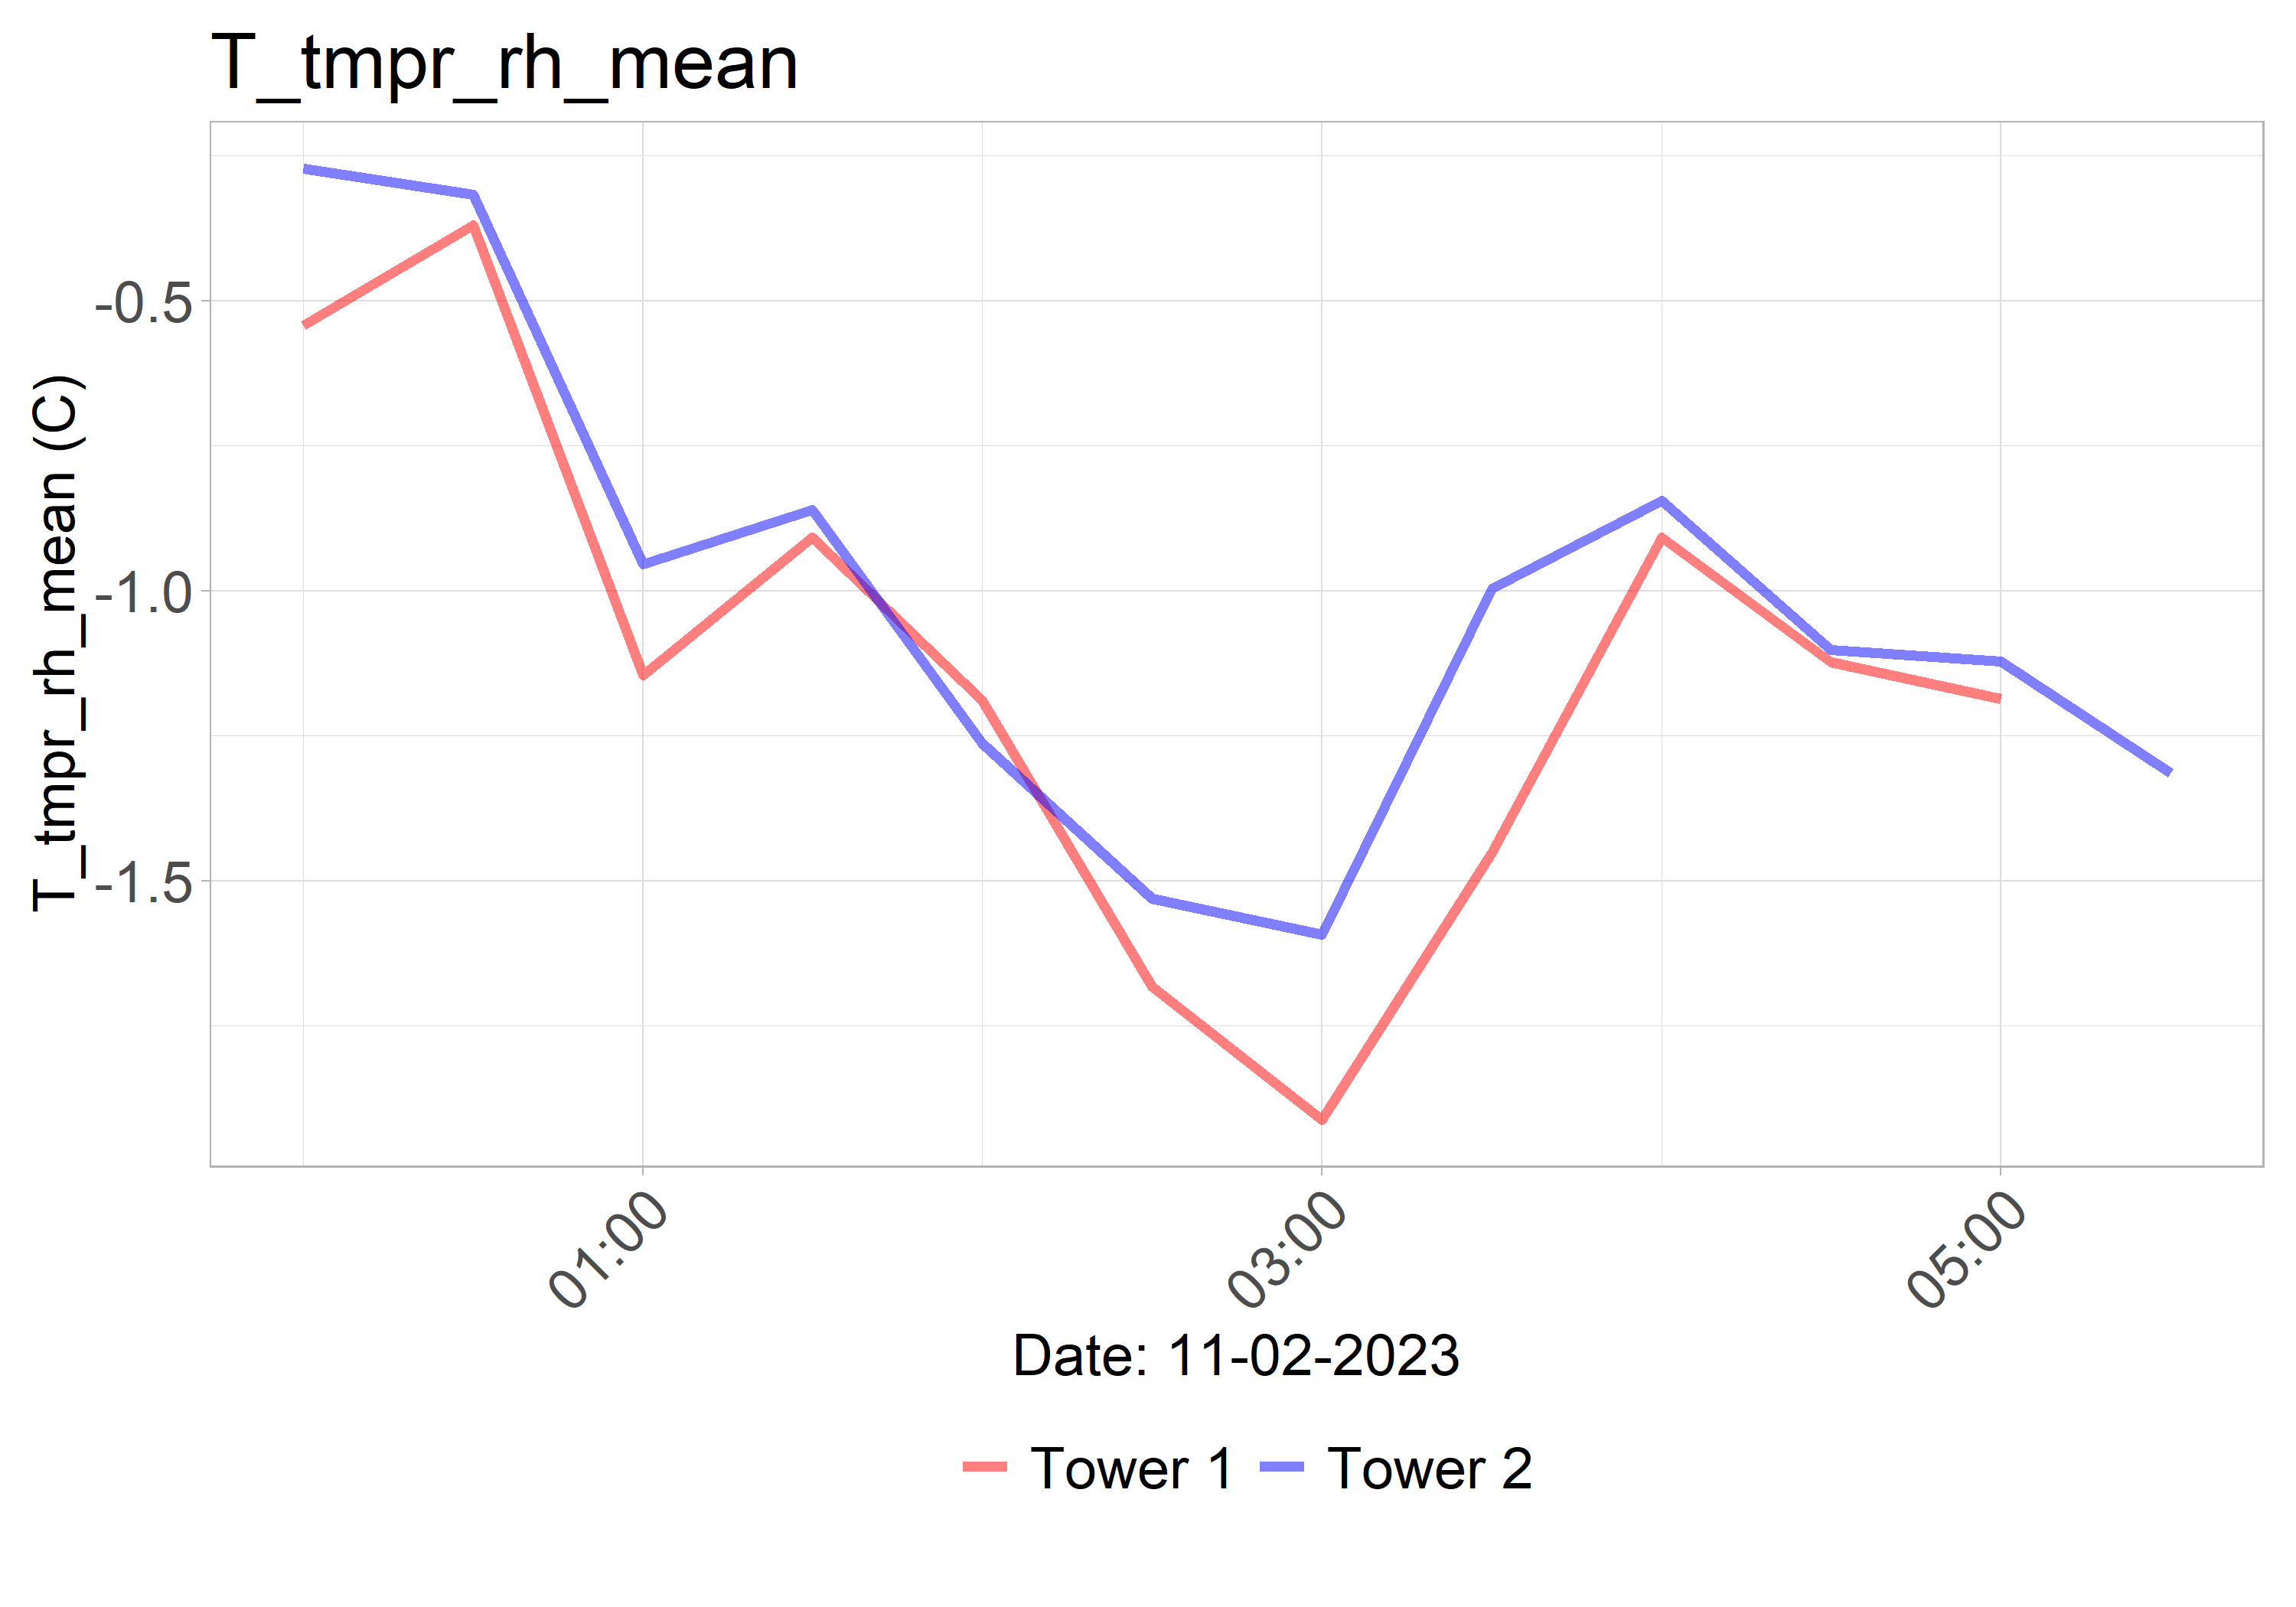 T_tmpr_rh_mean
T_tmpr_rh_mean (C)
-0.5
-1.0
-1.5
01:00
03:00
05:00
Date: 11-02-2023
Tower 1
Tower 2